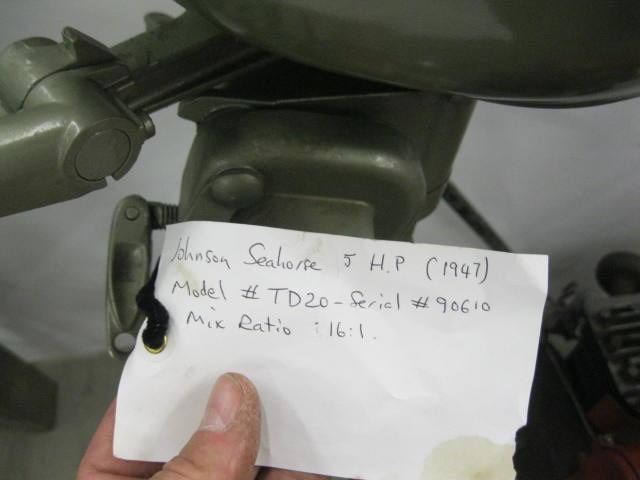 Johnson Seahorse 5 H.P (1947)
Model # TD20 - Serial # 90610
Mix Ratio : 16:1.